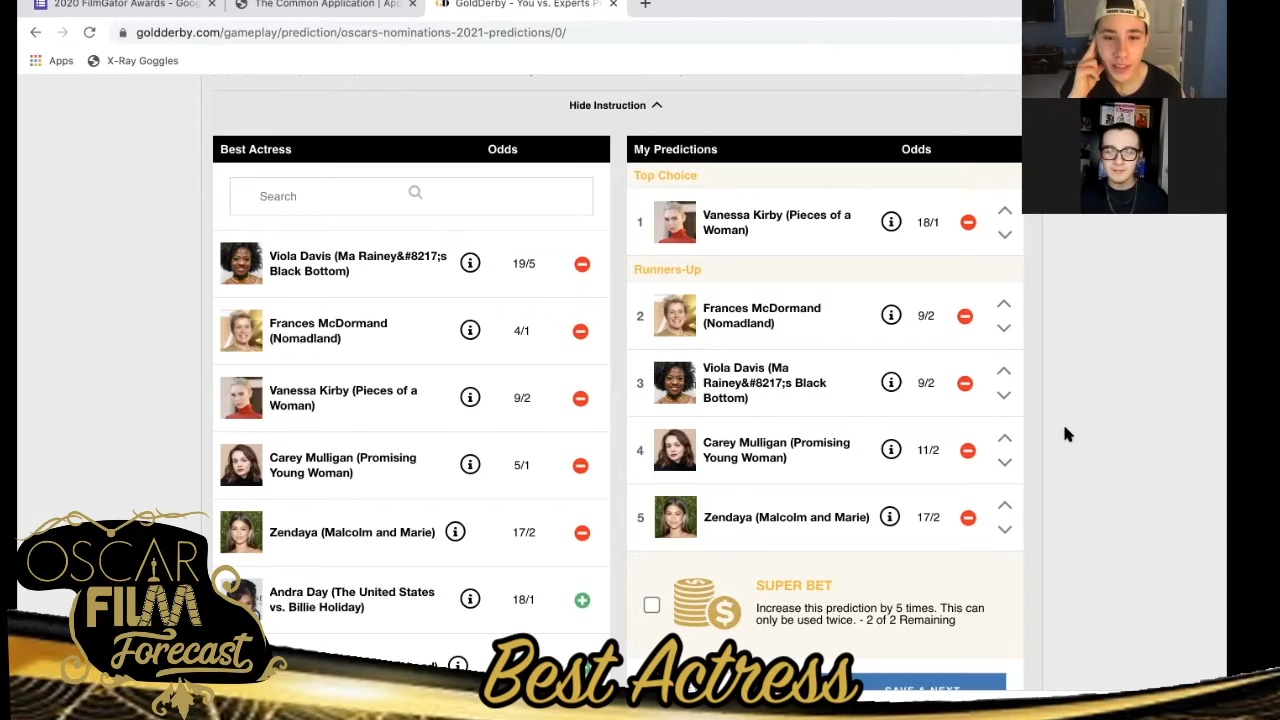 2020 FilmGator Awards - Goog
The Common Application | App
GoldDerby – You vs. Experts P
goldderby.com/gameplay/prediction/oscars-nominations-2021-predictions/0/
Apps
X-Ray Goggles
Hide Instruction
Best Actress Odds
Search
Viola Davis (Ma Rainey&#8217;s
Black Bottom)
19/5
Frances McDormand
(Nomadland)
4/1
Vanessa Kirby (Pieces of a
Woman)
9/2
Carey Mulligan (Promising
Young Woman)
5/1
Zendaya (Malcolm and Marie)
17/2
Andra Day (The United States
vs. Billie Holiday)
18/1
My Predictions Odds
Top Choice
1
Vanessa Kirby (Pieces of a
Woman)
18/1
Runners-Up
2
Frances McDormand
(Nomadland)
9/2
3
Viola Davis (Ma
Rainey&#8217;s Black
Bottom)
9/2
4
Carey Mulligan (Promising
Young Woman)
11/2
5
Zendaya (Malcolm and Marie)
17/2
SUPER BET
Increase this prediction by 5 times. This can
only be used twice. - 2 of 2 Remaining
SAVE & NEXT
OSCAR
FILM
Forecast
Best Actress